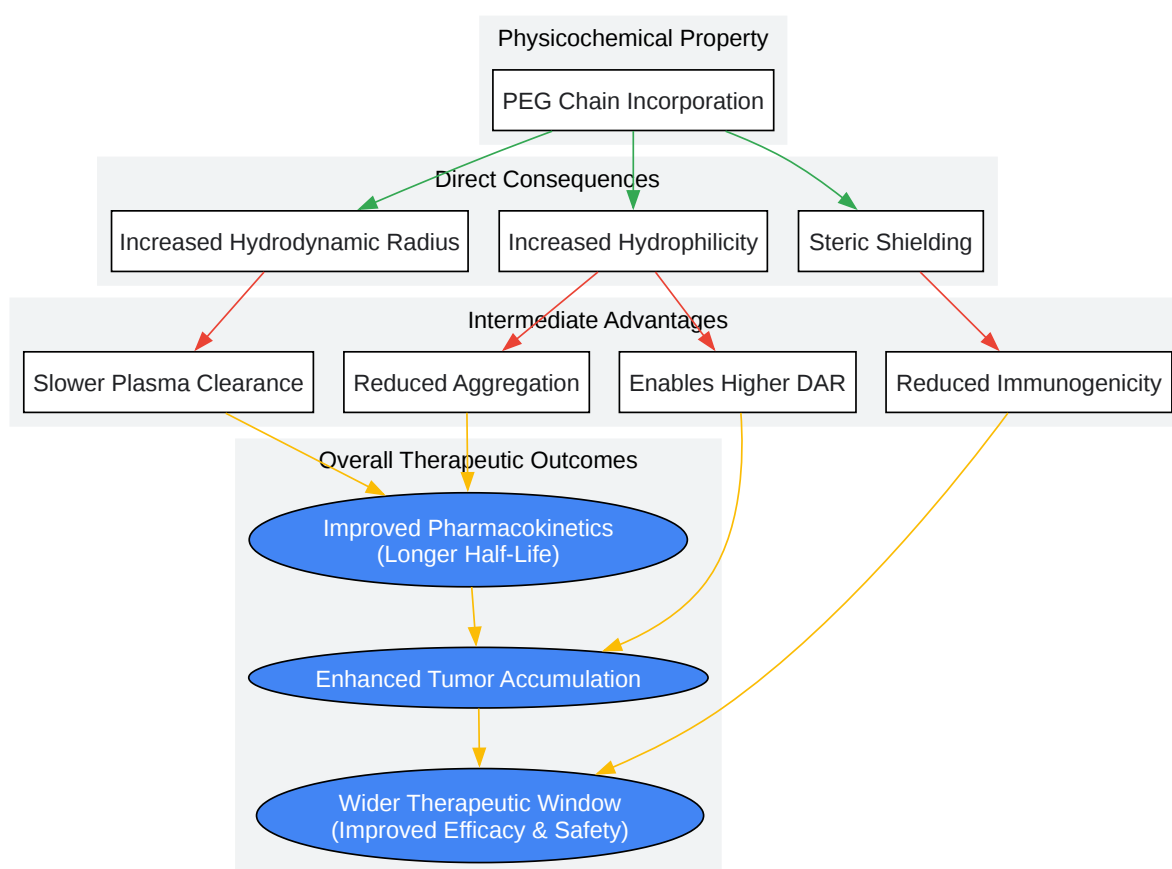 Physicochemical Property
PEG Chain Incorporation
Direct Consequences
Increased Hydrodynamic Radius
Increased Hydrophilicity
Steric Shielding
Intermediate Advantages
Slower Plasma Clearance
Reduced Aggregation
Enables Higher DAR
Reduced Immunogenicity
Overall Therapeutic Outcomes
Improved Pharmacokinetics
(Longer Half-Life)
Enhanced Tumor Accumulation
Wider Therapeutic Window
(Improved Efficacy & Safety)